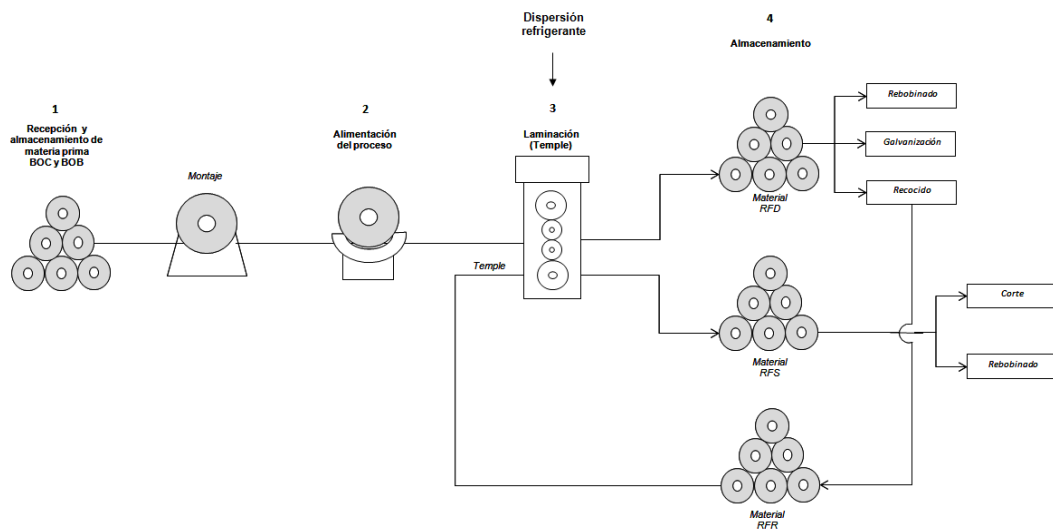 Dispersión
refrigerante
4
Almacenamiento
1
Recepción y
almacenamiento de
materia prima
BOC y BOB
Montaje
2
Alimentación
del proceso
3
Laminación
(Temple)
Rebobinado
Galvanización
Recocido
Material
RFD
Temple
Corte
Rebobinado
Material
RFS
Material
RFR